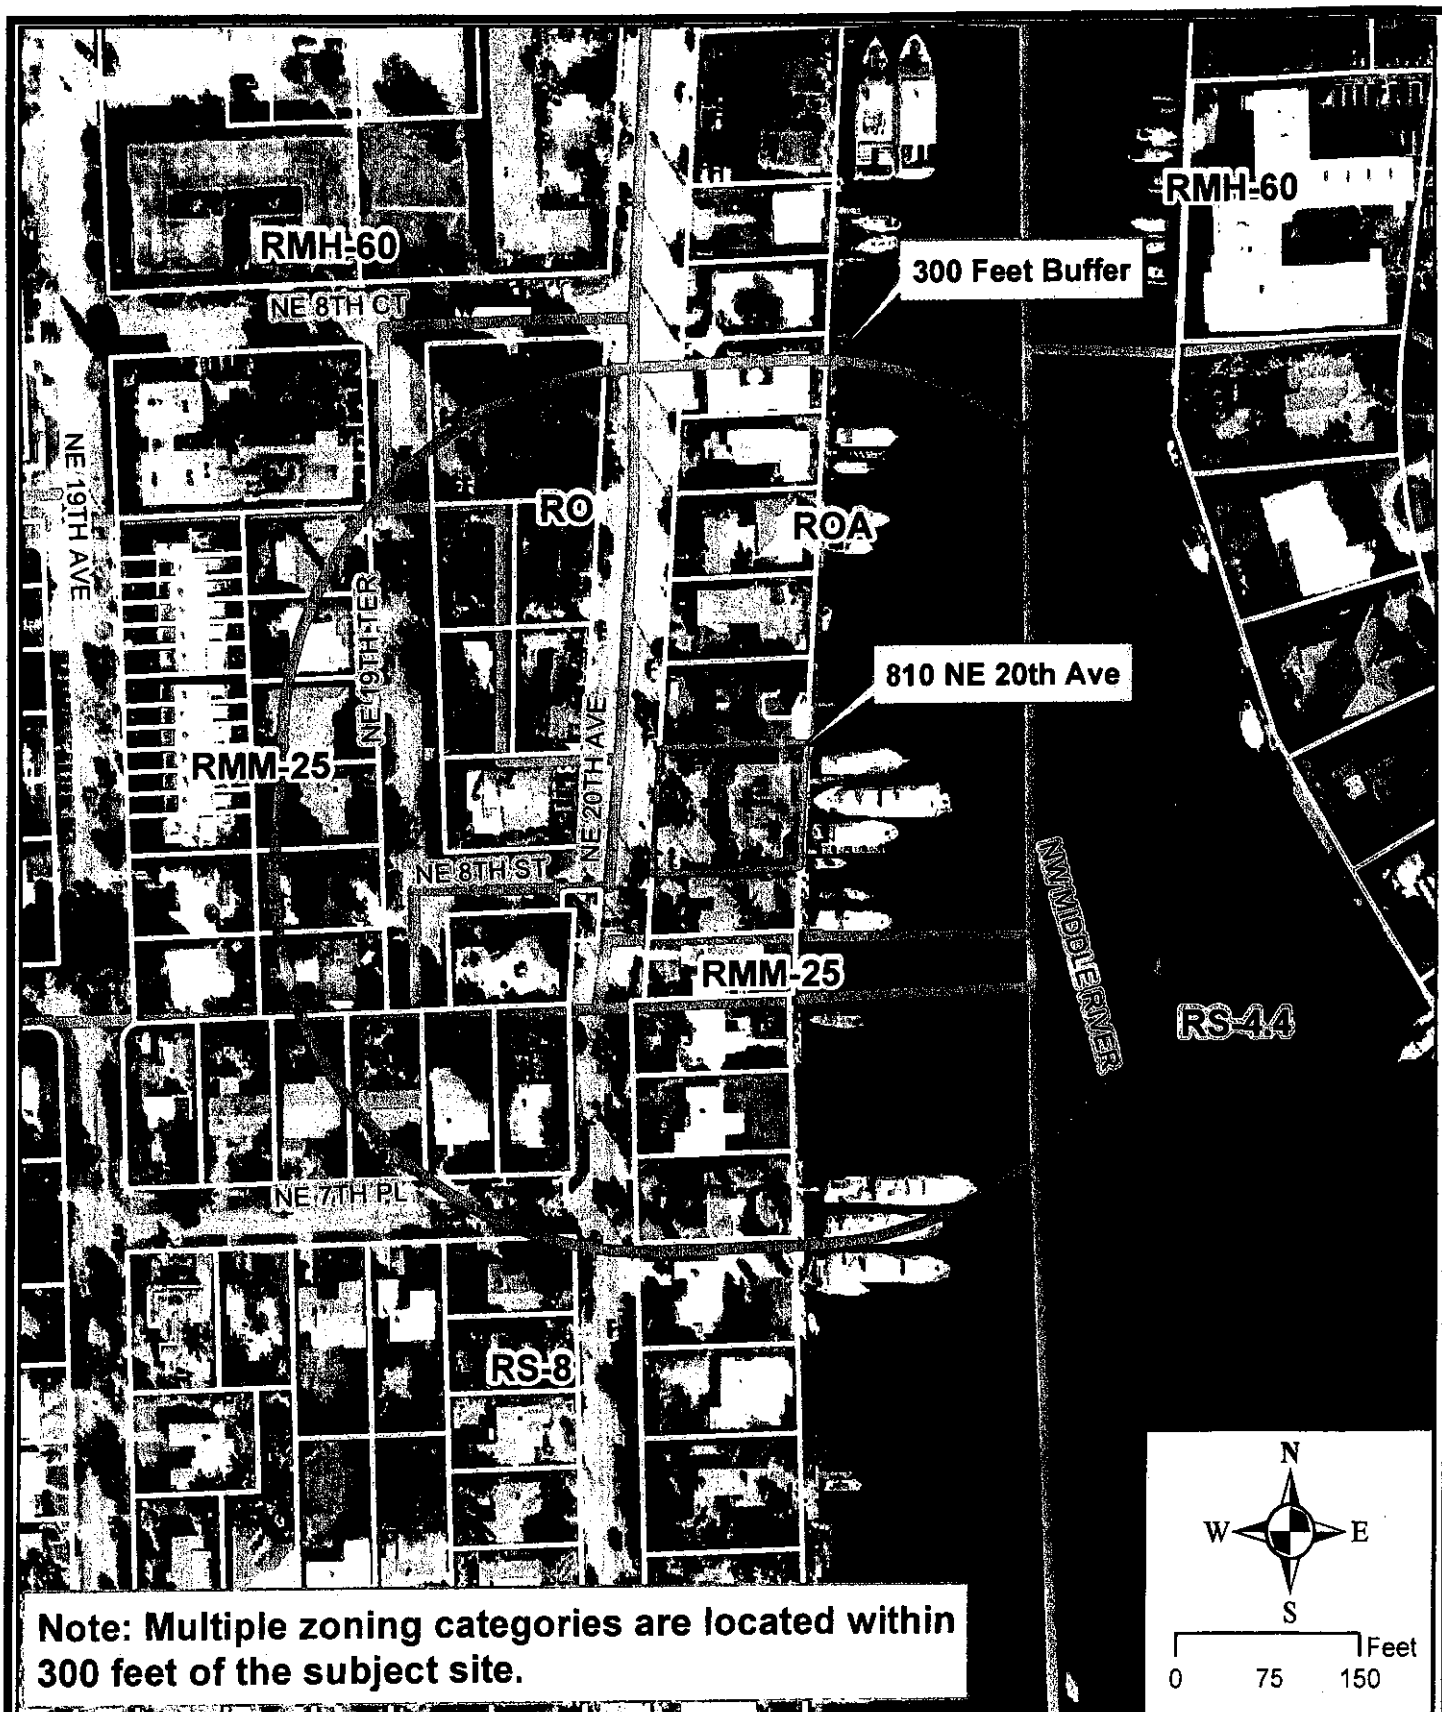 RMH-60
RMH-60
300 Feet Buffer
NE 8TH CT
NE 19TH AVE
RO
ROA
NE 19TH TER
810 NE 20th Ave
NE 20TH AVE
RMM-25
NE 8TH ST
NW MIDDLE RIVER
RMM-25
RS-4.4
NE 7TH PL
RS-8
N
W E
S
Feet
0 75 150
Note: Multiple zoning categories are located within
300 feet of the subject site.